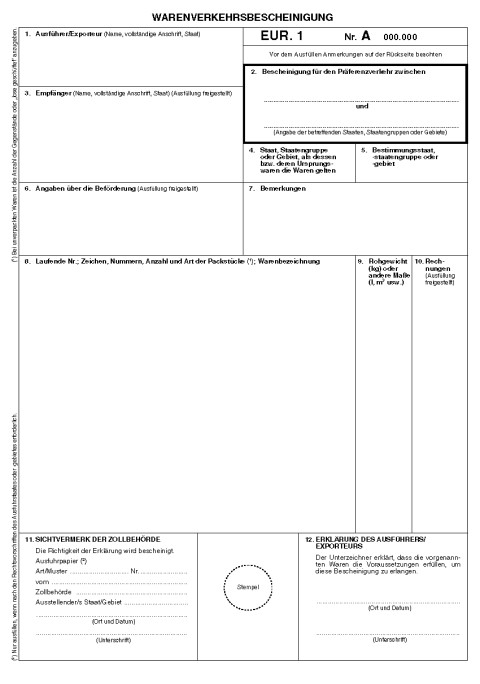 WARENVERKEHRSBESCHEINIGUNG
1. Ausführer/Exporteur (Name, vollständige Anschrift, Staat)
EUR. 1 Nr. A 000.000
Vor dem Ausfüllen Anmerkungen auf der Rückseite beachten
2. Bescheinigung für den Präferenzverkehr zwischen
und
(Angabe der betreffenden Staaten, Staatengruppen oder Gebiete)
3. Empfänger (Name, vollständige Anschrift, Staat) (Ausfüllung freigestellt)
4. Staat, Staatengruppe
oder Gebiet, als dessen
bzw. deren Ursprungs-
waren die Waren gelten
5. Bestimmungsstaat,
-staatengruppe oder
-gebiet
6. Angaben über die Beförderung (Ausfüllung freigestellt)
7. Bemerkungen
8. Laufende Nr.; Zeichen, Nummern, Anzahl und Art der Packstücke (¹); Warenbezeichnung
9. Rohgewicht
(kg) oder
andere Maße
(l, m³ usw.)
10. Rech-
nungen
(Ausfüllung
freigestellt)
11. SICHTVERMERK DER ZOLLBEHÖRDE
Die Richtigkeit der Erklärung wird bescheinigt.
Ausfuhrpapier (²)
Art/Muster ........................ Nr. ........................
vom ........................
Zollbehörde ........................
Ausstellender/s Staat/Gebiet ........................
(Ort und Datum)
(Unterschrift)
Stempel
12. ERKLÄRUNG DES AUSFÜHRERS/
EXPORTEURS
Der Unterzeichner erklärt, dass die vorgenann-
ten Waren die Voraussetzungen erfüllen, um
diese Bescheinigung zu erlangen.
(Ort und Datum)
(Unterschrift)
(¹) Bei unverpackten Waren ist die Anzahl der Gegenstände oder „lose geschüttet“ anzugeben.
(²) Nur ausfüllen, wenn nach den Rechtsvorschriften des Ausfuhrstaates oder -gebietes erforderlich.